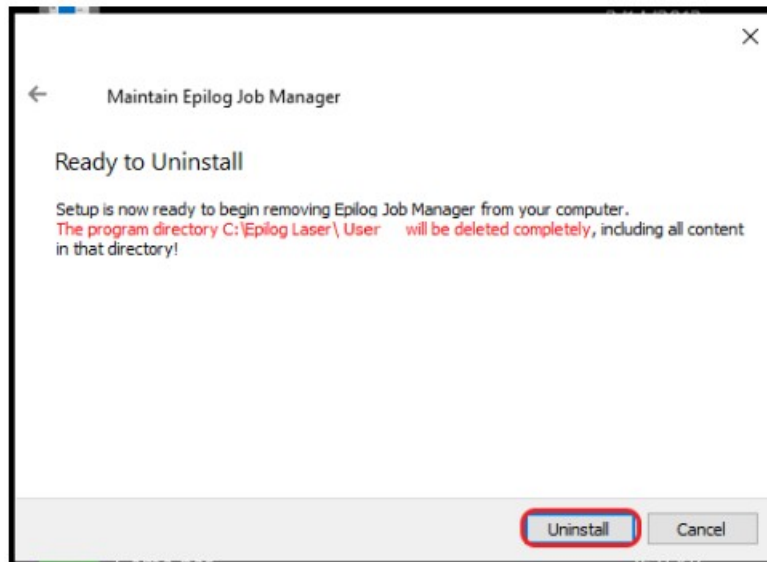 Maintain Epilog Job Manager
Ready to Uninstall
Setup is now ready to begin removing Epilog Job Manager from your computer.
The program directory C:\Epilog Laser\ User will be deleted completely, including all content
in that directory!
Uninstall Cancel